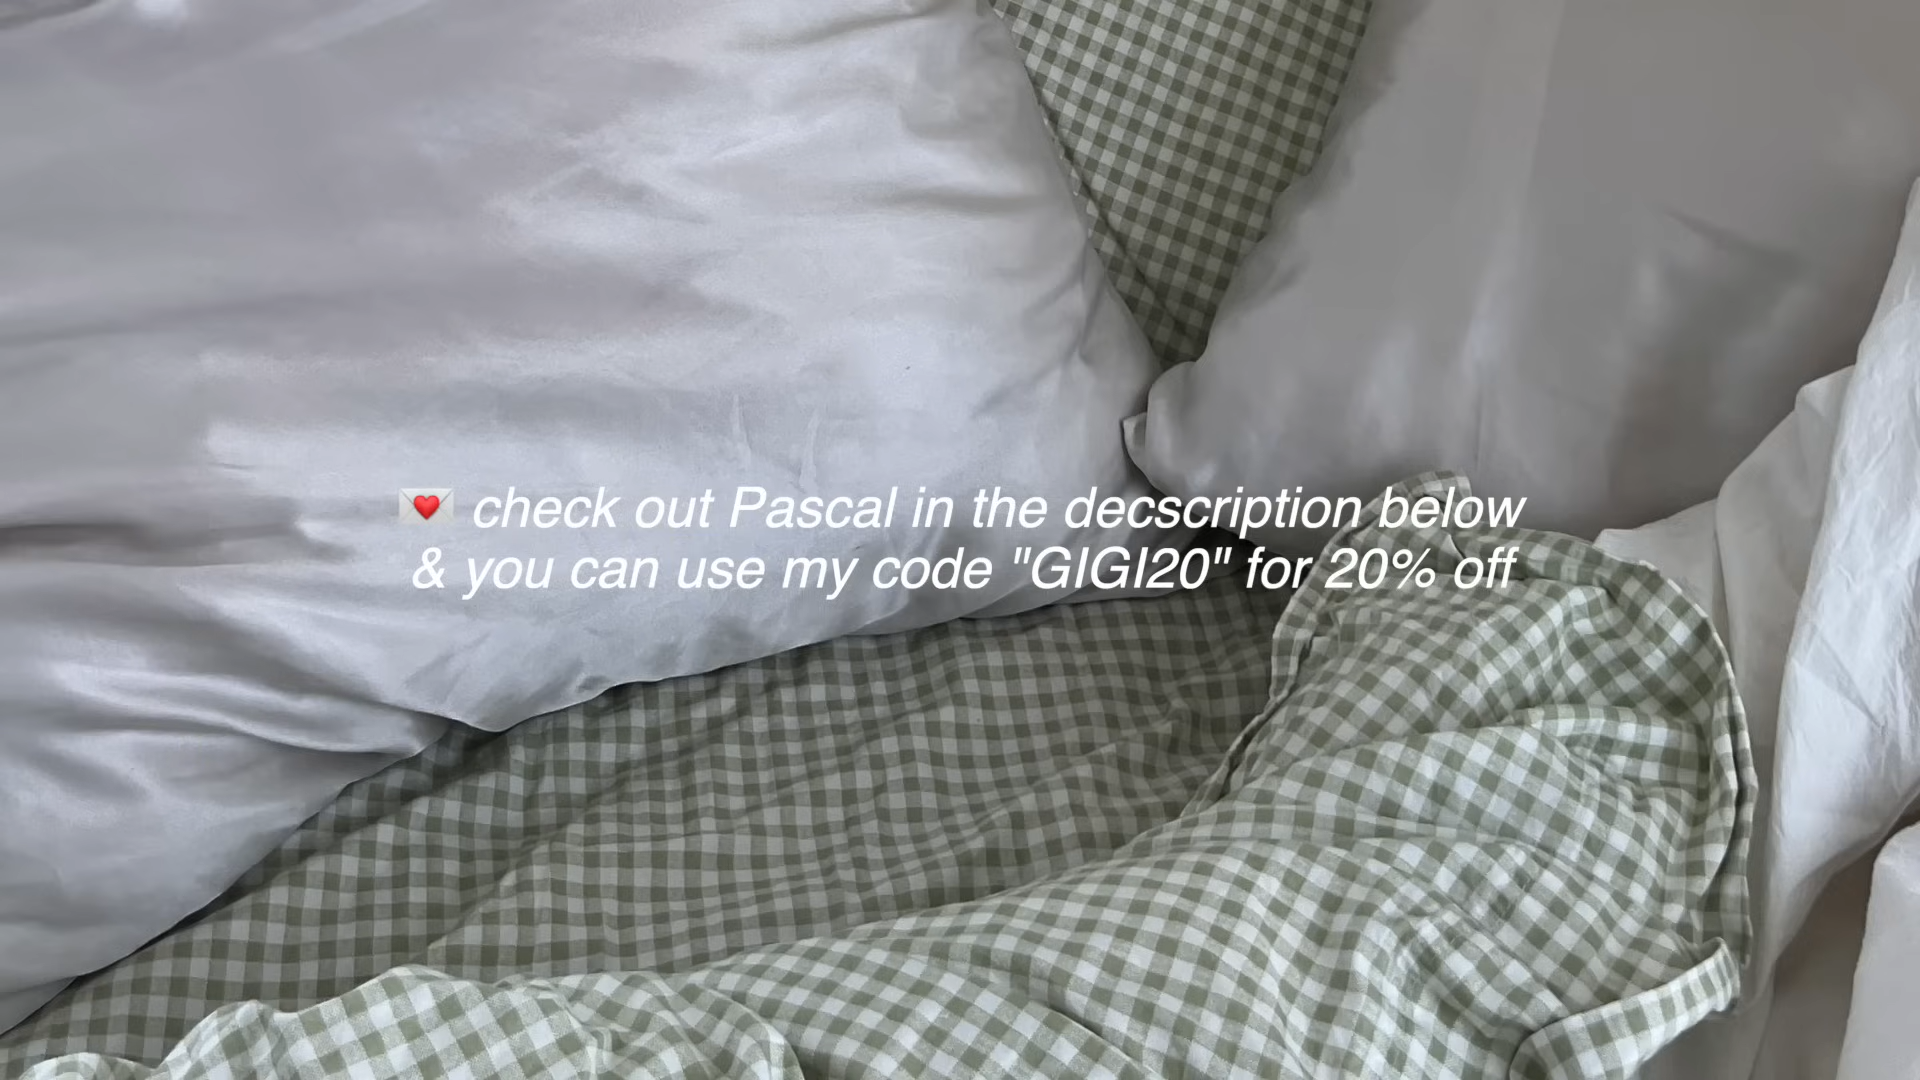 💌 check out Pascal in the decscription below
& you can use my code "GIGI20" for 20% off